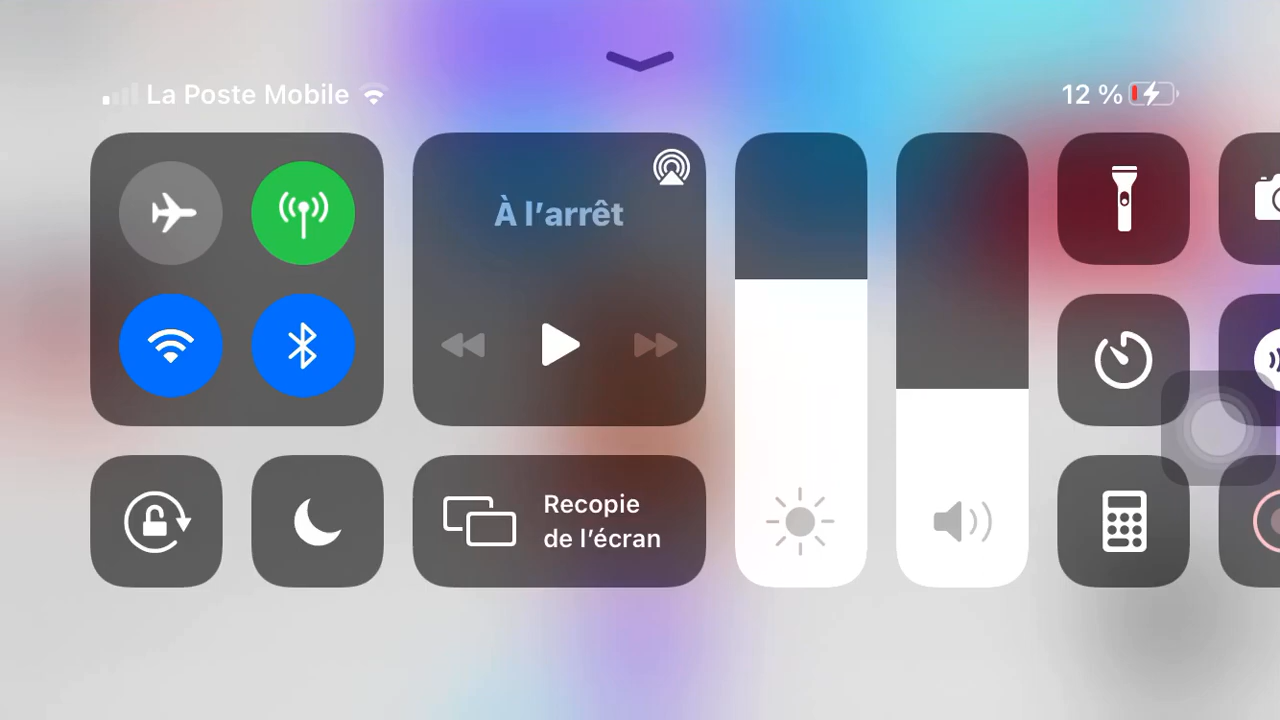 La Poste Mobile
12 %
À l’arrêt
Recopie
de l’écran